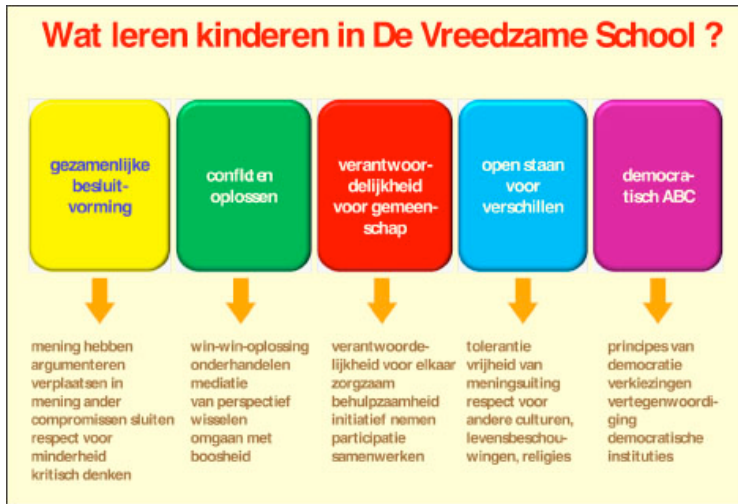 Wat leren kinderen in De Vreedzame School ?
gezamenlijke
besluit-
vorming
conflicten
oplossen
verantwoor-
delijkheid
voor gemeen-
schap
open staan
voor
verschillen
democra-
tisch ABC
mening hebben
argumenteren
verplaatsen in
mening ander
compromissen sluiten
respect voor
minderheid
kritisch denken
win-win-oplossing
onderhandelen
mediatie
van perspectief
wisselen
omgaan met
boosheid
verantwoorde-
lijkheid voor elkaar
zorgzaam
behulpzaamheid
initiatief nemen
participatie
samenwerken
tolerantie
vrijheid van
meningsuiting
respect voor
andere culturen,
levensbeschou-
wingen, religies
principes van
democratie
verkiezingen
vertegenwoordi-
ging
democratische
instituties